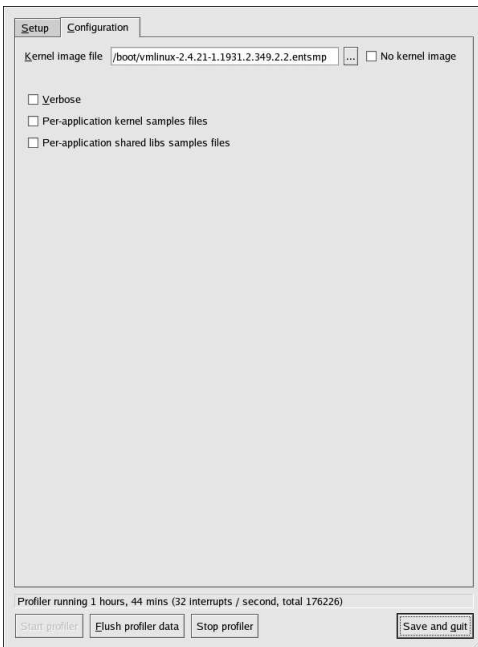 Setup Configuration
Kernel image file /boot/vmlinux-2.4.21-1.1931.2.349.2.2.entsmp ... No kernel image
Verbose
Per-application kernel samples files
Per-application shared libs samples files
Profiler running 1 hours, 44 mins (32 interrupts / second, total 176226)
Start profiler Flush profiler data Stop profiler Save and quit